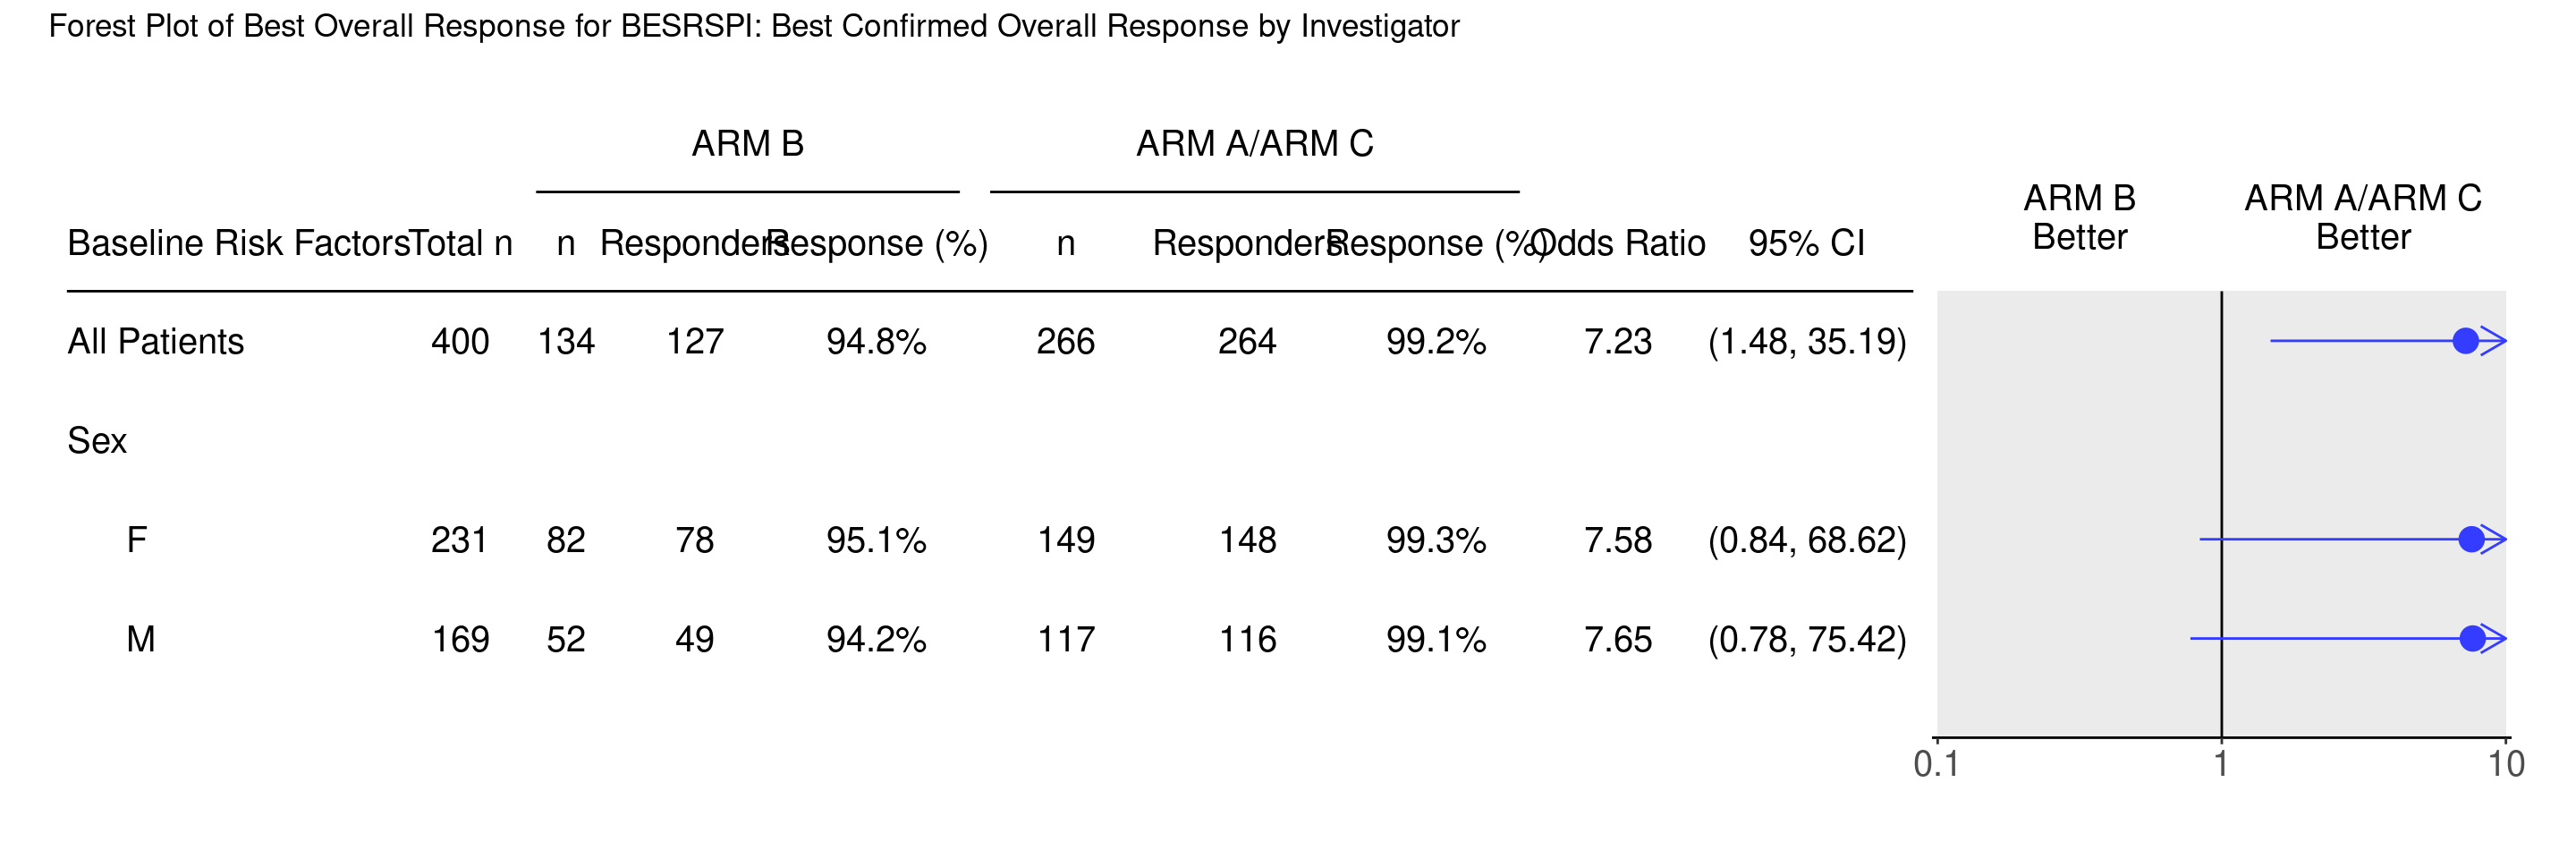 Forest Plot of Best Overall Response for BESRSPI: Best Confirmed Overall Response by Investigator
ARM B ARM A/ARM C
ARM B ARM A/ARM C
Better Better
Baseline Risk Factors Total n n Responders Response (%) n Responders Response (%) Odds Ratio 95% CI
All Patients 400 134 127 94.8% 266 264 99.2% 7.23 (1.48, 35.19)
Sex
F 231 82 78 95.1% 149 148 99.3% 7.58 (0.84, 68.62)
M 169 52 49 94.2% 117 116 99.1% 7.65 (0.78, 75.42)
0.1 1 10